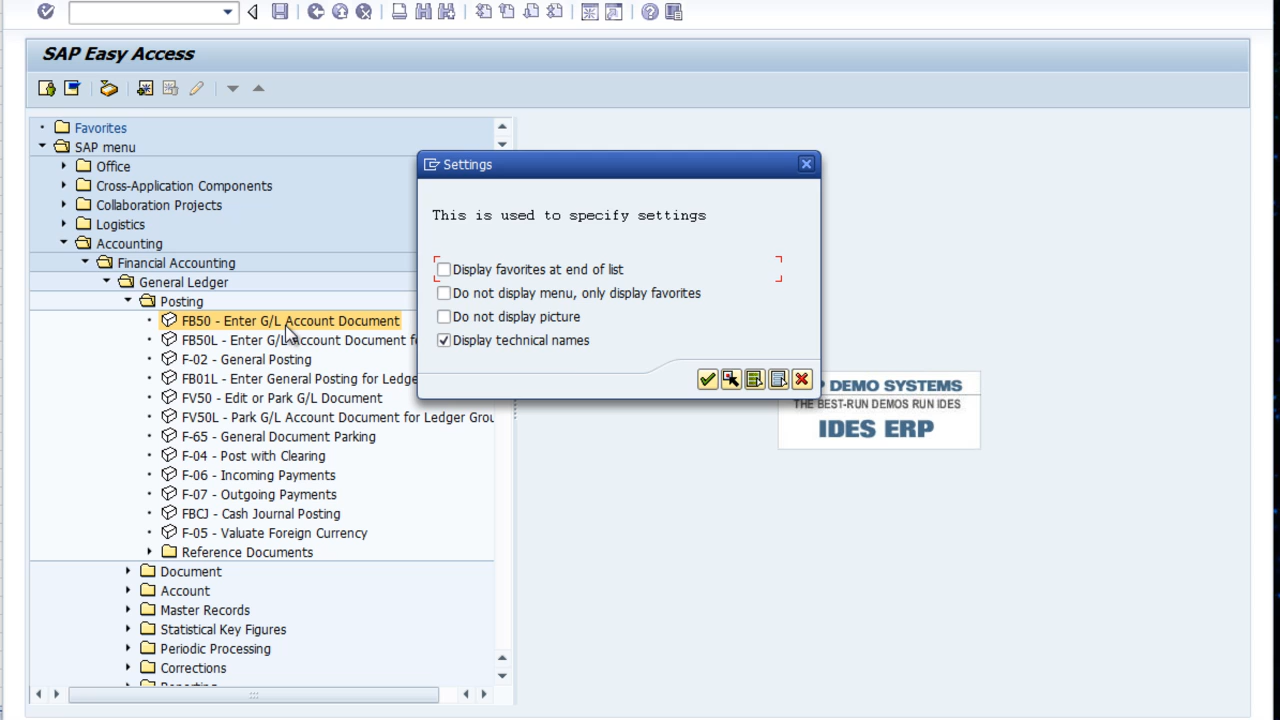 SAP Easy Access
Favorites
SAP menu
Office
Cross-Application Components
Collaboration Projects
Logistics
Accounting
Financial Accounting
General Ledger
Posting
FB50 - Enter G/L Account Document
FB50L - Enter G/L Account Document
F-02 - General Posting
FB01L - Enter General Posting for
FV50 - Edit or Park G/L Document
FV50L - Park G/L Account Document for Ledger
F-65 - General Document Parking
F-04 - Post with Clearing
F-06 - Incoming Payments
F-07 - Outgoing Payments
FBCJ - Cash Journal Posting
F-05 - Valuate Foreign Currency
Reference Documents
Document
Account
Master Records
Statistical Key Figures
Periodic Processing
Corrections
Settings
This is used to specify settings
Display favorites at end of list
Do not display menu, only display favorites
Do not display picture
Display technical names
DEMO SYSTEMS
THE BEST-RUN DEMOS RUN IDES
IDES ERP